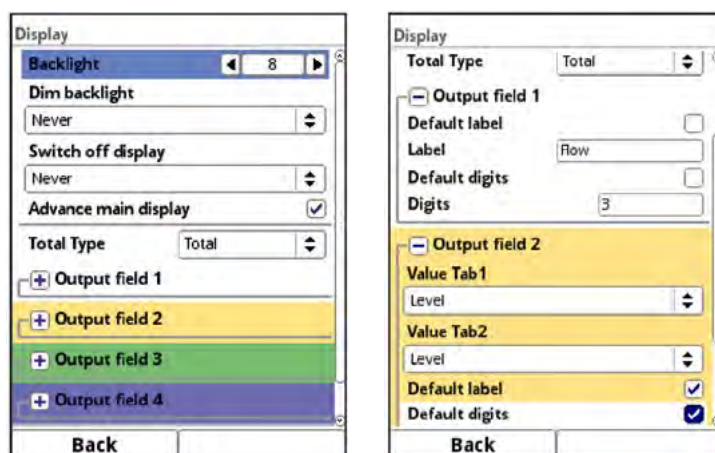 Display
Backlight 8
Dim backlight
Never
Switch off display
Never
Advance main display
Total Type Total
Output field 1
Output field 2
Output field 3
Output field 4
Back
Display
Total Type Total
Output field 1
Default label
Label Flow
Default digits
Digits 3
Output field 2
Value Tab1
Level
Value Tab2
Level
Default label
Default digits
Back